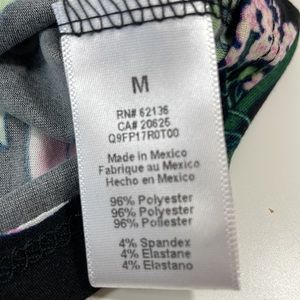 M
RN# 62136
CA# 20625
Q9FP17R0T00
Made in Mexico
Fabrique au Mexico
Hecho en Mexico
96% Polyester
96% Polyester
96% Poliester
4% Spandex
4% Elastane
4% Elastano